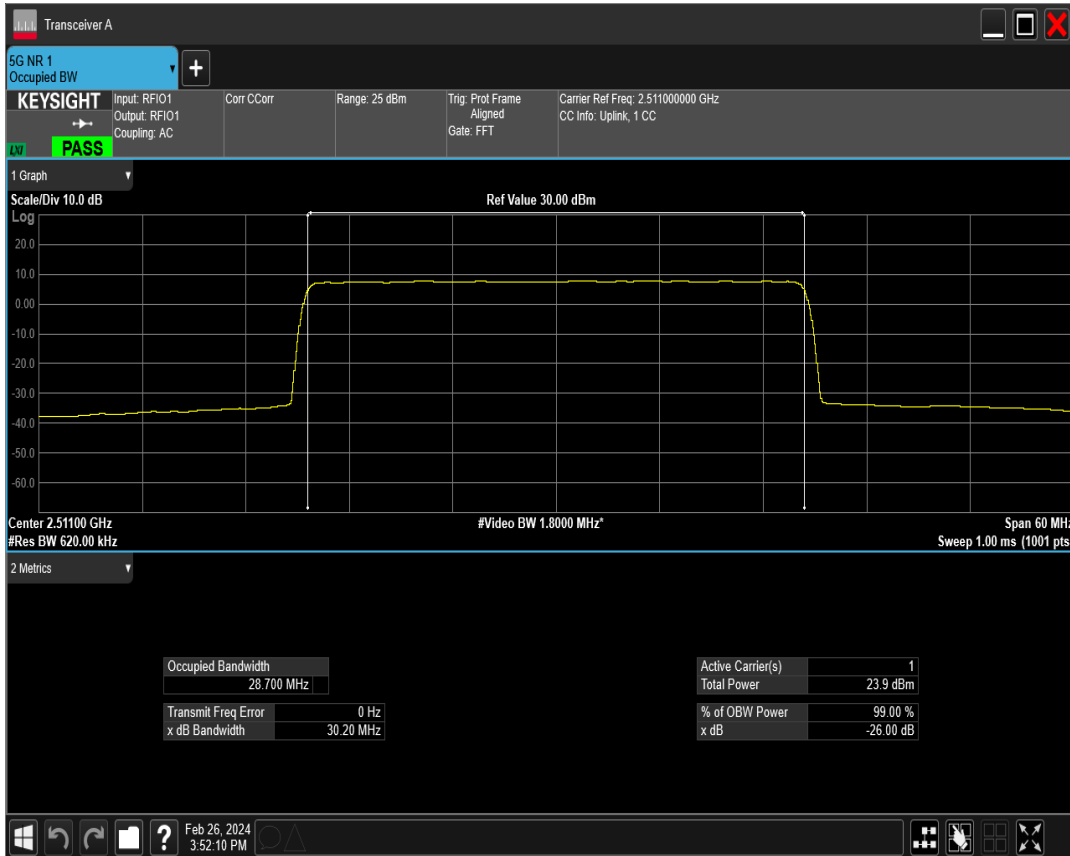 Transceiver A
5G NR 1
Occupied BW
KEYSIGHT
Input: RFIO1
Output: RFIO1
Coupling: AC
Corr CCorr
Range: 25 dBm
Trig: Prot Frame
Aligned
Gate: FFT
Carrier Ref Freq: 2.511000000 GHz
CC Info: Uplink, 1 CC
LXI
PASS
1 Graph
Scale/Div 10.0 dB
Ref Value 30.00 dBm
Log
20.0
10.0
0.00
-10.0
-20.0
-30.0
-40.0
-50.0
-60.0
Center 2.51100 GHz
#Video BW 1.8000 MHz*
Span 60 MHz
#Res BW 620.00 kHz
Sweep 1.00 ms (1001 pts
2 Metrics
Occupied Bandwidth
28.700 MHz
Transmit Freq Error 0 Hz
x dB Bandwidth 30.20 MHz
Active Carrier(s) 1
Total Power 23.9 dBm
% of OBW Power 99.00 %
x dB -26.00 dB
?
Feb 26, 2024
3:52:10 PM